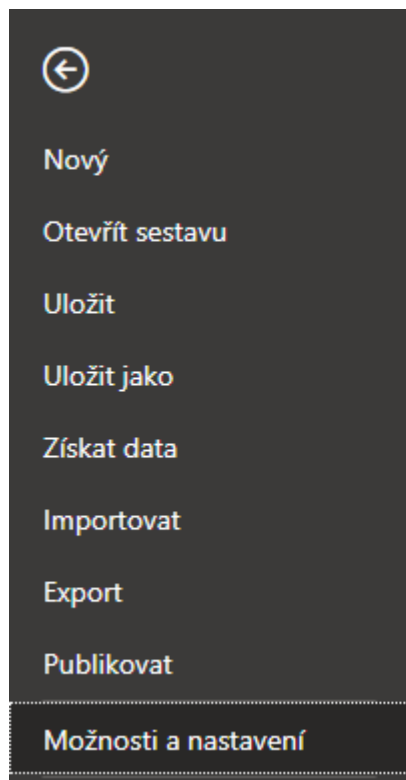 Nový
Otevřít sestavu
Uložit
Uložit jako
Získat data
Importovat
Export
Publikovat
Možnosti a nastavení